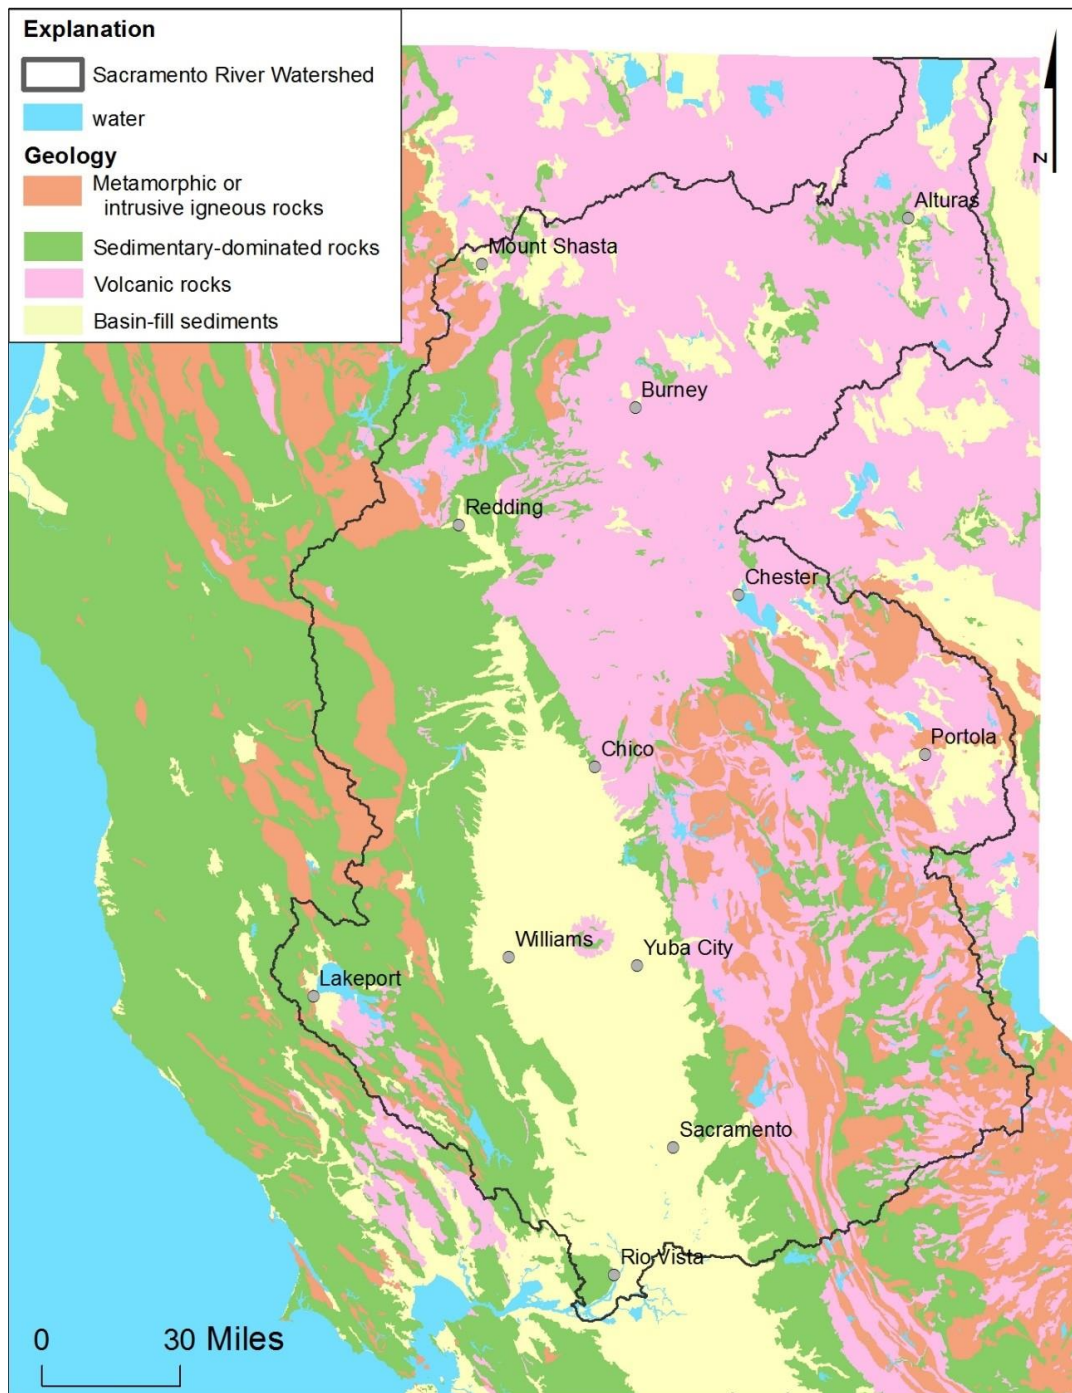 Explanation
Sacramento River Watershed
water
Geology
Metamorphic or
intrusive igneous rocks
Sedimentary-dominated rocks
Volcanic rocks
Basin-fill sediments
N
Alturas
Mount Shasta
Burney
Redding
Chester
Portola
Chico
Williams
Yuba City
Lakeport
Sacramento
Rio Vista
0 30 Miles